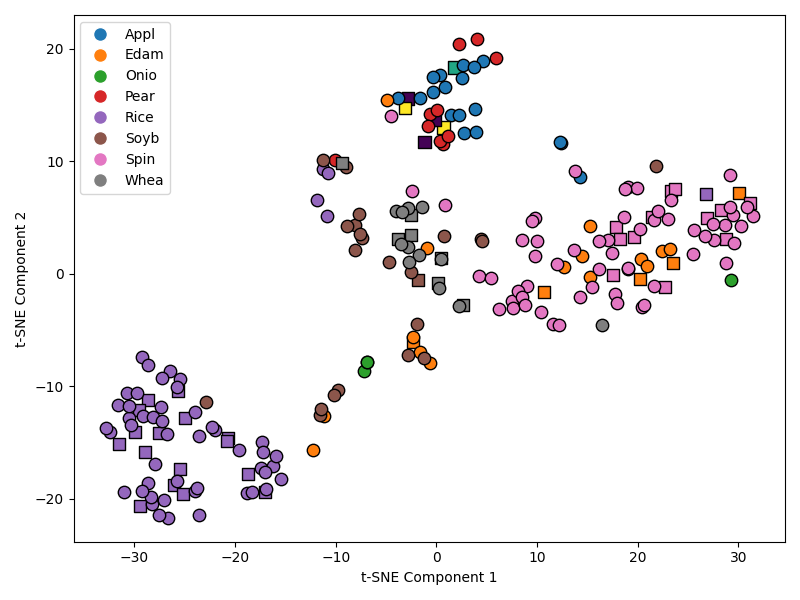 Appl
Edam
Onio
Pear
Rice
Soyb
Spin
Whea
20
10
0
−10
−20
t-SNE Component 2
−30 −20 −10 0 10 20 30
t-SNE Component 1